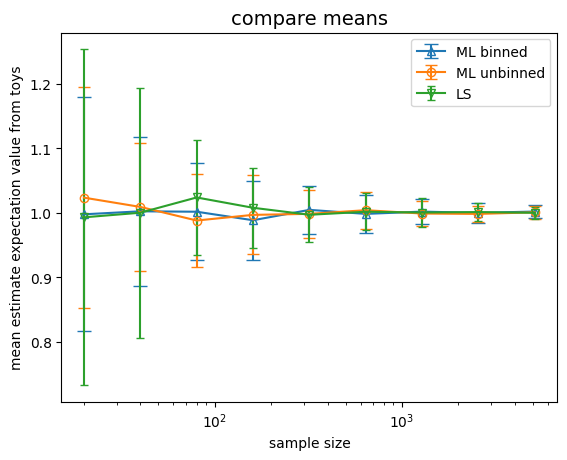 compare means
ML binned
ML unbinned
LS
mean estimate expectation value from toys
1.2
1.1
1.0
0.9
0.8
10²
10³
sample size